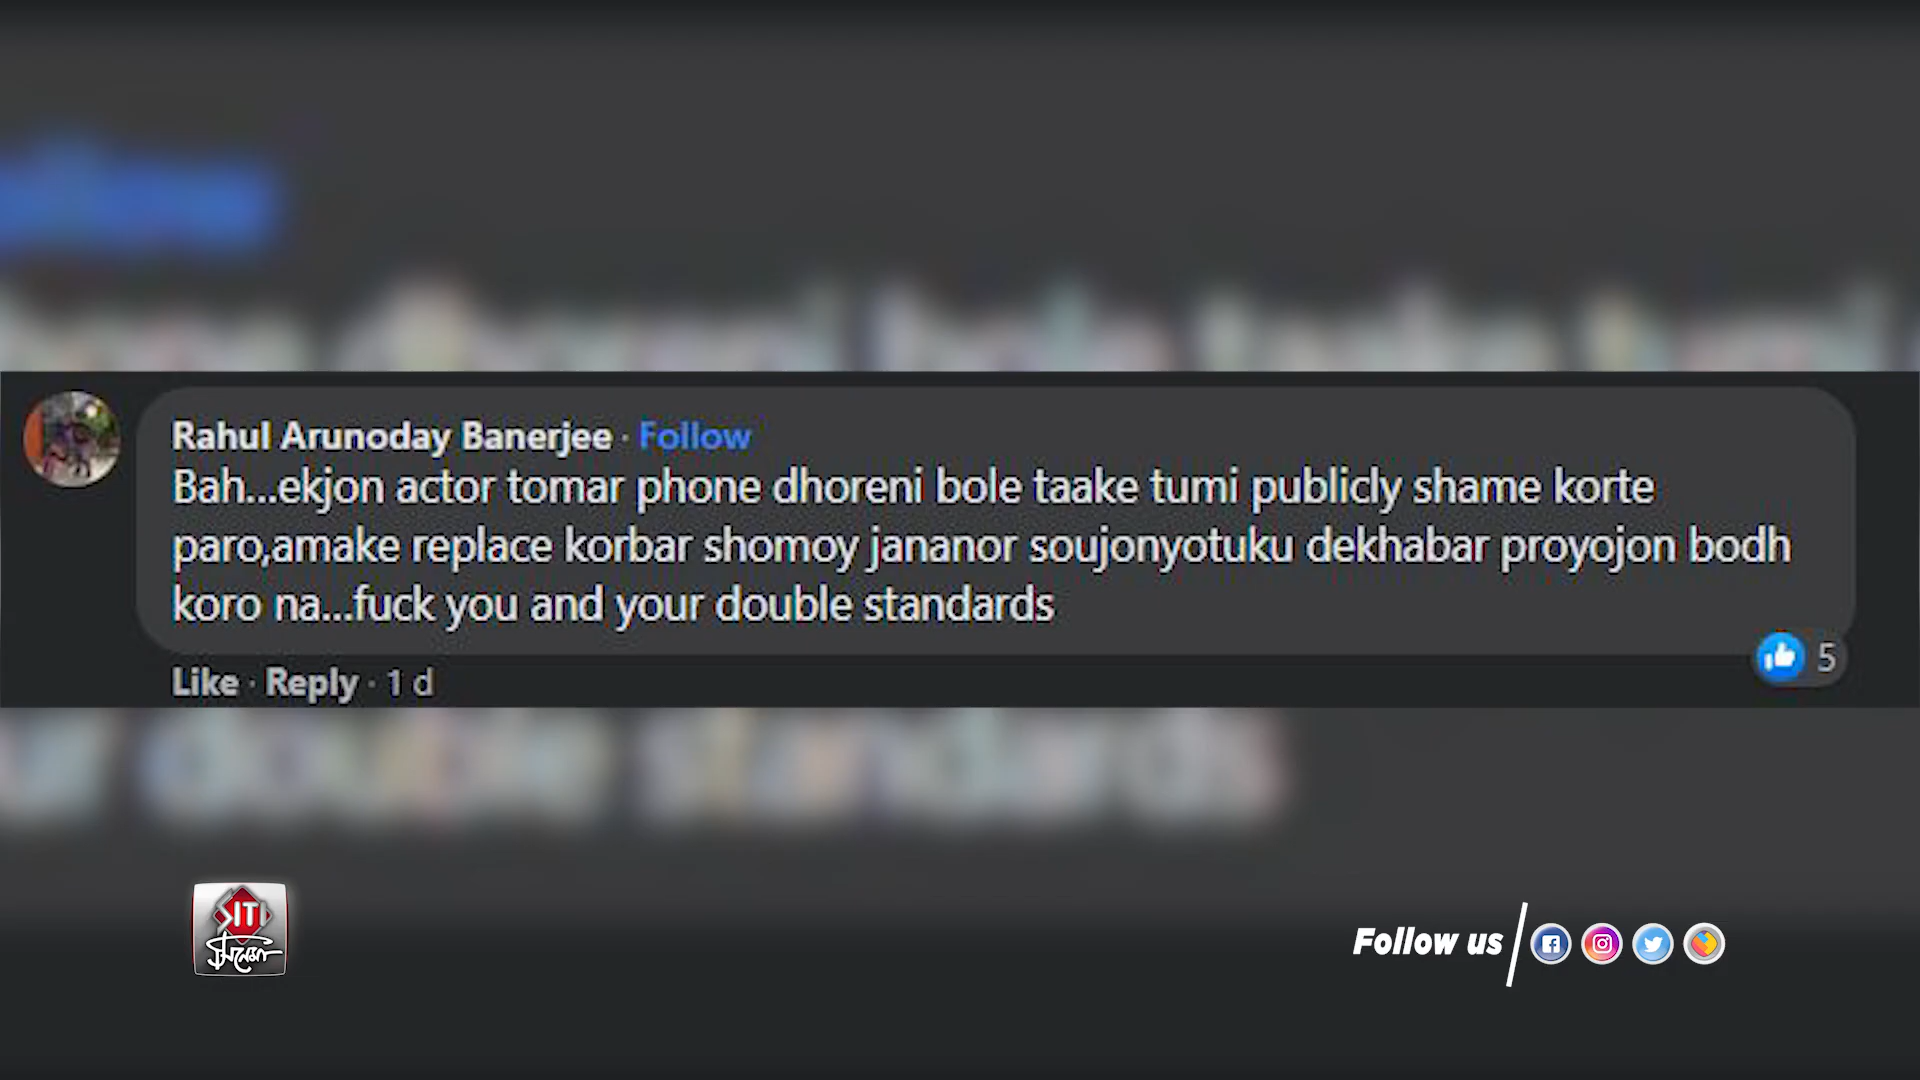 Rahul Arunoday Banerjee · Follow
Bah...ekjon actor tomar phone dhoreni bole taake tumi publicly shame korte
paro,amake replace korbar shomoy jananor soujonyotuku dekhabar proyojon bodh
koro na...fuck you and your double standards
5
Like · Reply · 1 d
SITI
সিনেমা
Follow us